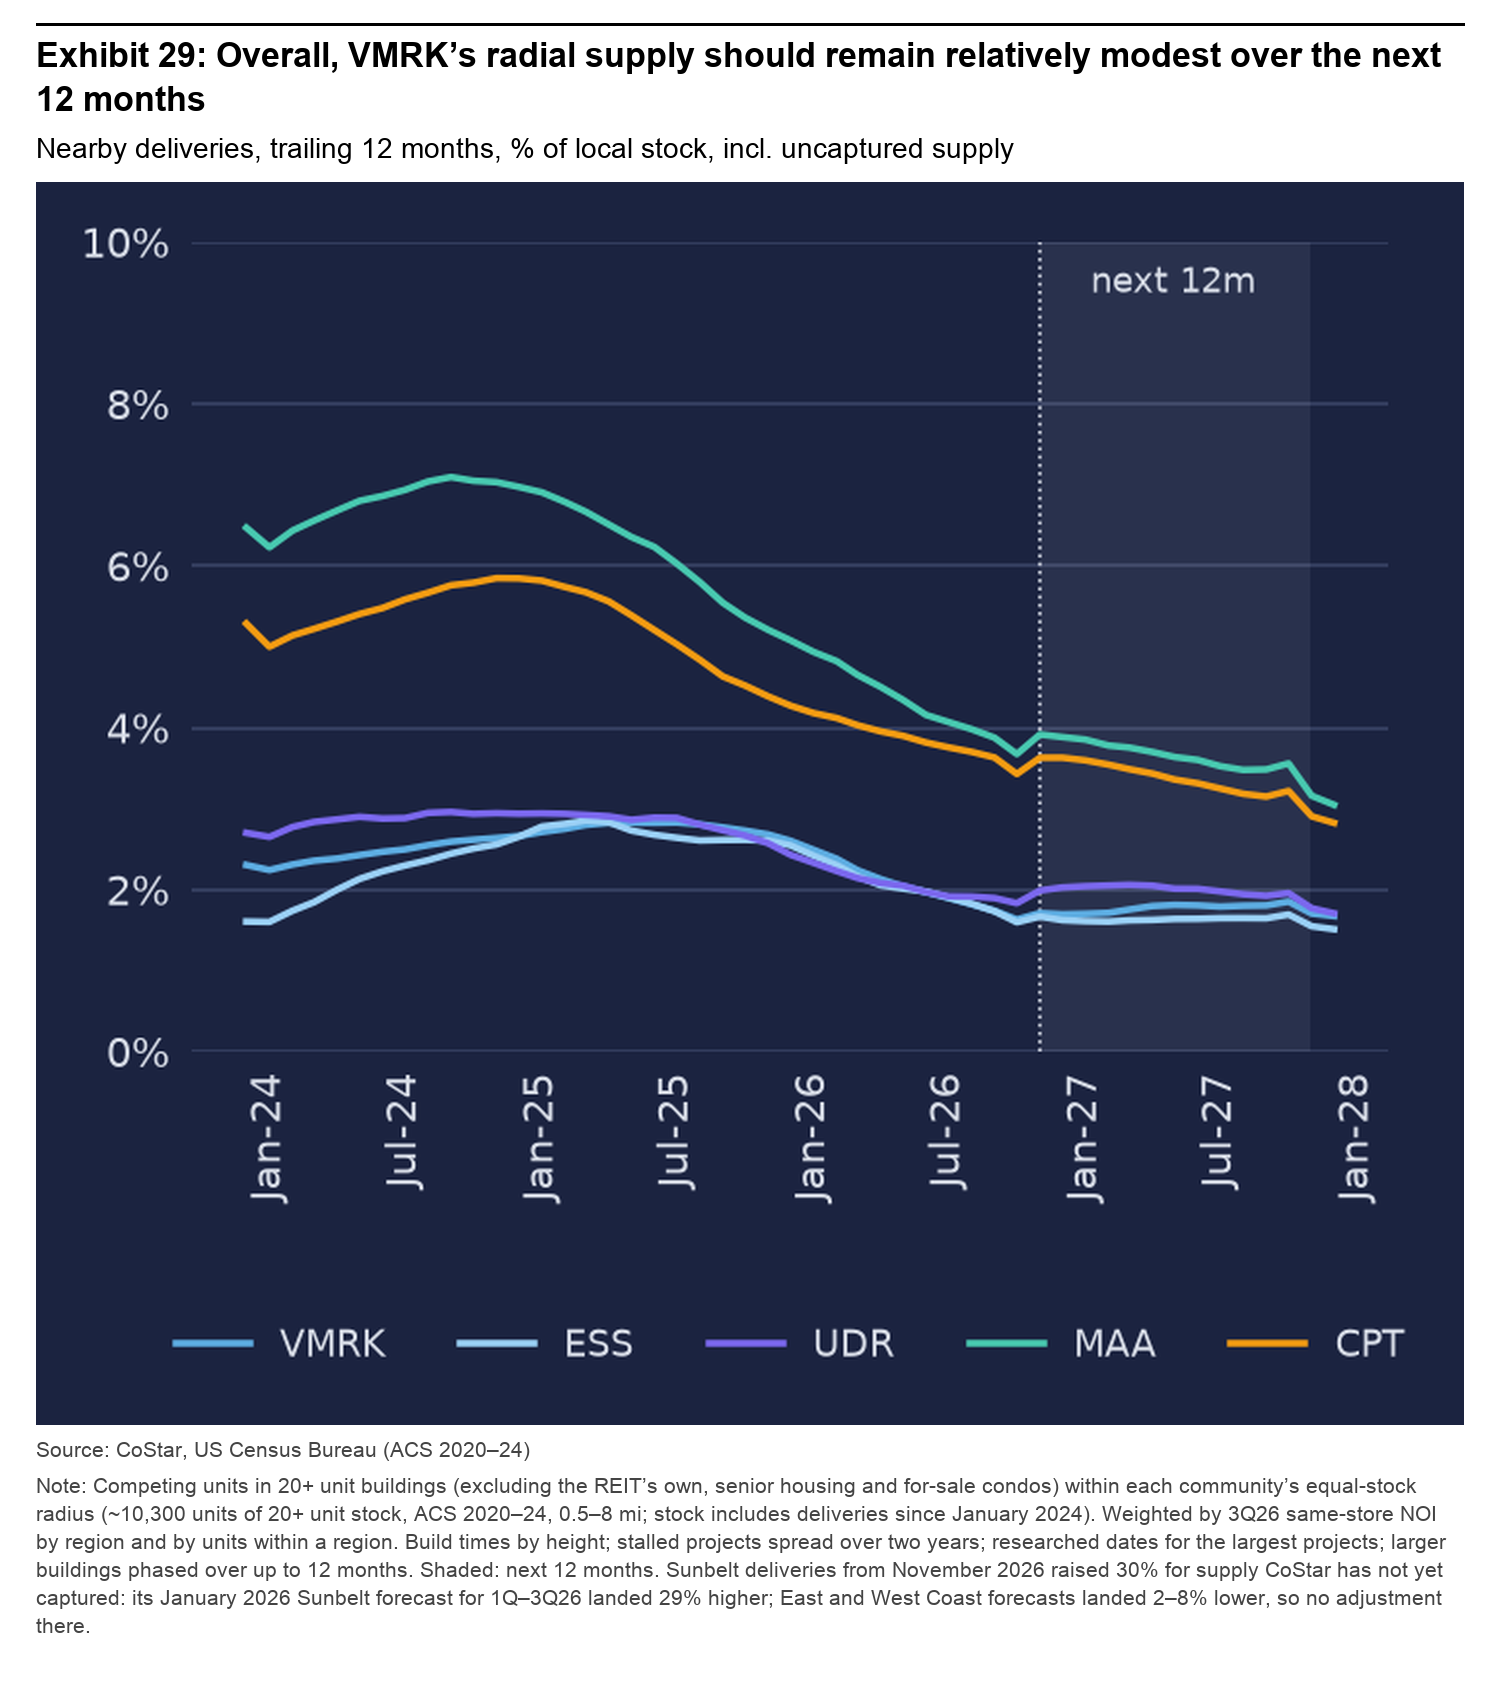 Exhibit 29: Overall, VMRK’s radial supply should remain relatively modest over the next
12 months
Nearby deliveries, trailing 12 months, % of local stock, incl. uncaptured supply
10%
8%
6%
4%
2%
0%
next 12m
Jan-24
Jul-24
Jan-25
Jul-25
Jan-26
Jul-26
Jan-27
Jul-27
Jan-28
VMRK
ESS
UDR
MAA
CPT
Source: CoStar, US Census Bureau (ACS 2020–24)
Note: Competing units in 20+ unit buildings (excluding the REIT’s own, senior housing and for-sale condos) within each community’s equal-stock
radius (~10,300 units of 20+ unit stock, ACS 2020–24, 0.5–8 mi; stock includes deliveries since January 2024). Weighted by 3Q26 same-store NOI
by region and by units within a region. Build times by height; stalled projects spread over two years; researched dates for the largest projects; larger
buildings phased over up to 12 months. Shaded: next 12 months. Sunbelt deliveries from November 2026 raised 30% for supply CoStar has not yet
captured: its January 2026 Sunbelt forecast for 1Q–3Q26 landed 29% higher; East and West Coast forecasts landed 2–8% lower, so no adjustment
there.